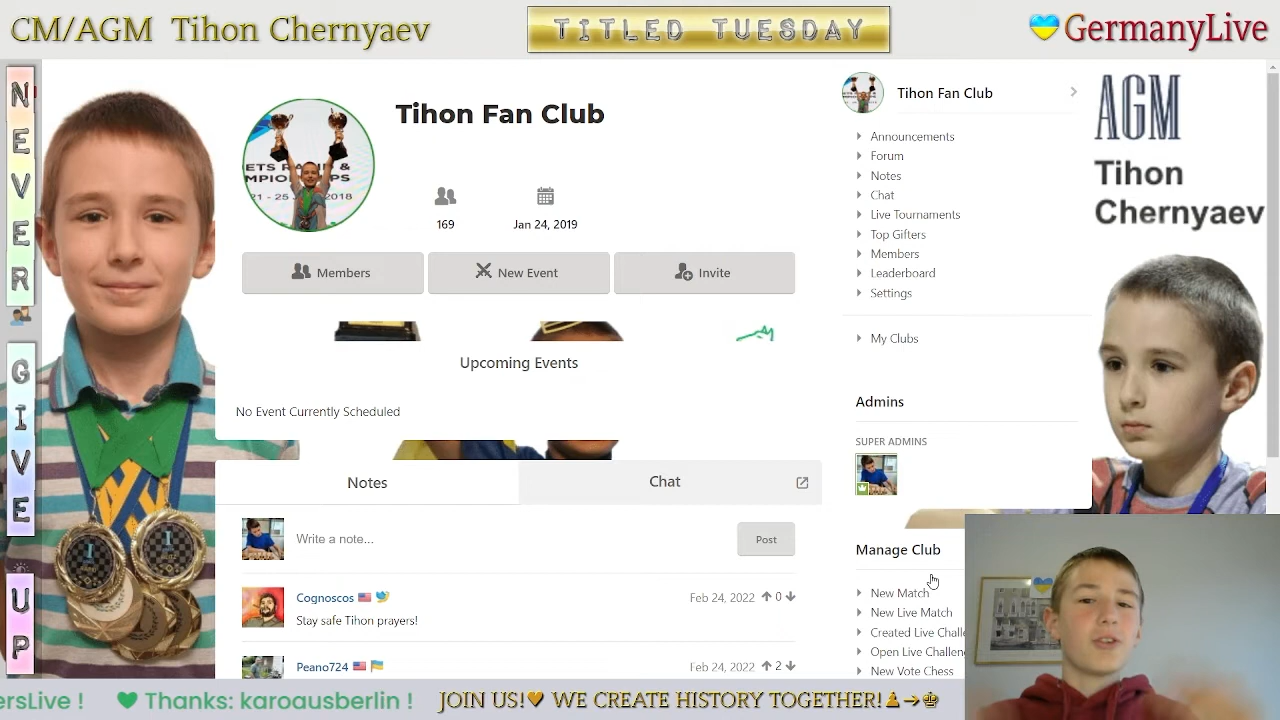 CM/AGM Tihon Chernyaev
TITLED TUESDAY
GermanyLive
NEVER
GIVE
UP
Tihon Fan Club
169
Jan 24, 2019
Members
New Event
Invite
Upcoming Events
No Event Currently Scheduled
Notes
Chat
Write a note...
Post
Cognoscos
Feb 24, 2022
0
Stay safe Tihon prayers!
Peano724
Feb 24, 2022
2
Tihon Fan Club
Announcements
Forum
Notes
Chat
Live Tournaments
Top Gifters
Members
Leaderboard
Settings
My Clubs
Admins
SUPER ADMINS
Manage Club
New Match
New Live Match
Created Live Challe
Open Live Challen
New Vote Chess
AGM
Tihon
Chernyaev
ersLive ! Thanks: karoausberlin ! JOIN US! WE CREATE HISTORY TOGETHER!